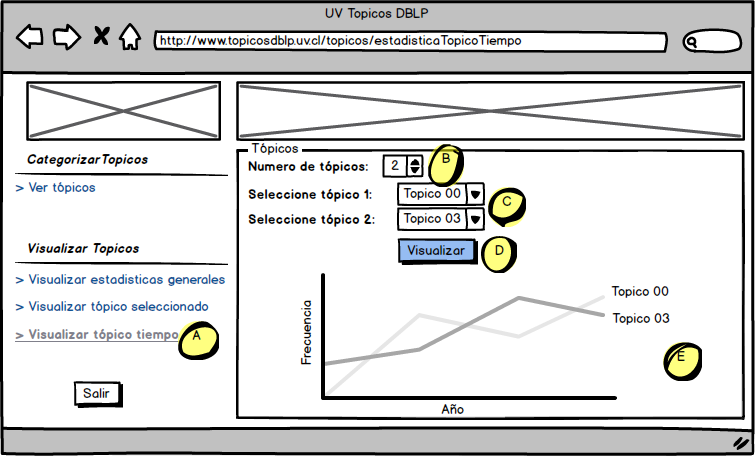 UV Topicos DBLP
http://www.topicosdblp.uv.cl/topicos/estadisticaTopicoTiempo
CategorizarTopicos
> Ver tópicos
Visualizar Topicos
> Visualizar estadisticas generales
> Visualizar tópico seleccionado
> Visualizar tópico tiempo
A
Salir
Tópicos
Numero de tópicos: 2
B
Seleccione tópico 1: Topico 00
C
Seleccione tópico 2: Topico 03
Visualizar
D
Frecuencia
Topico 00
Topico 03
E
Año